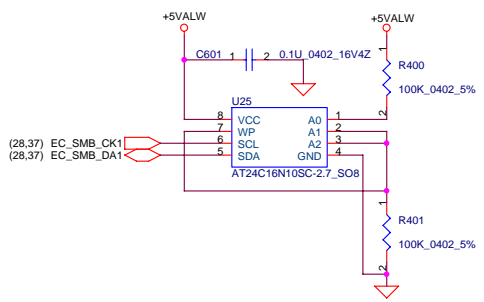 +5VALW
+5VALW
C601
1
2
0.1U_0402_16V4Z
1
R400
100K_0402_5%
2
U25
8 VCC A0 1
7 WP A1 2
(28,37) EC_SMB_CK1 6 SCL A2 3
(28,37) EC_SMB_DA1 5 SDA GND 4
AT24C16N10SC-2.7_SO8
1
R401
100K_0402_5%
2